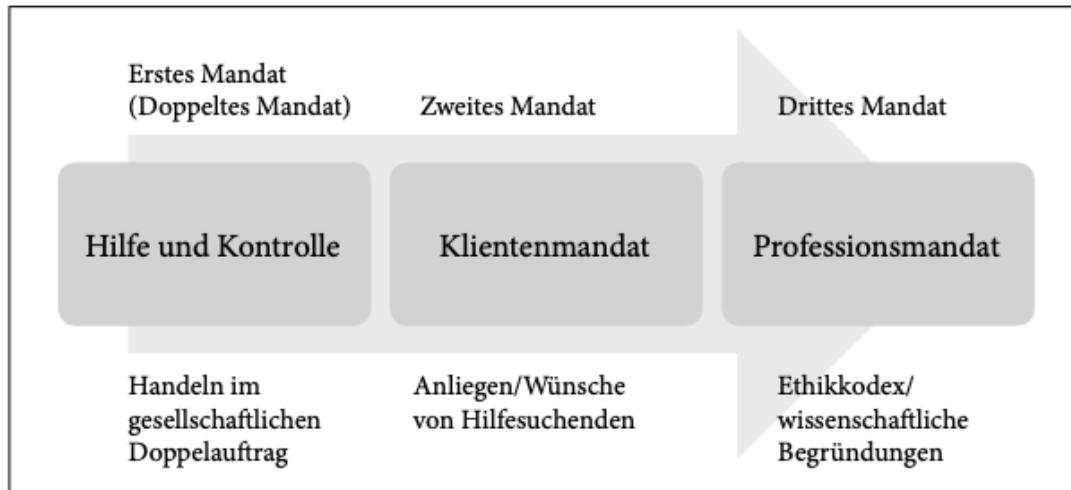 Erstes Mandat
(Doppeltes Mandat)
Zweites Mandat
Drittes Mandat
Hilfe und Kontrolle
Klientenmandat
Professionsmandat
Handeln im
gesellschaftlichen
Doppelauftrag
Anliegen/Wünsche
von Hilfesuchenden
Ethikkodex/
wissenschaftliche
Begründungen